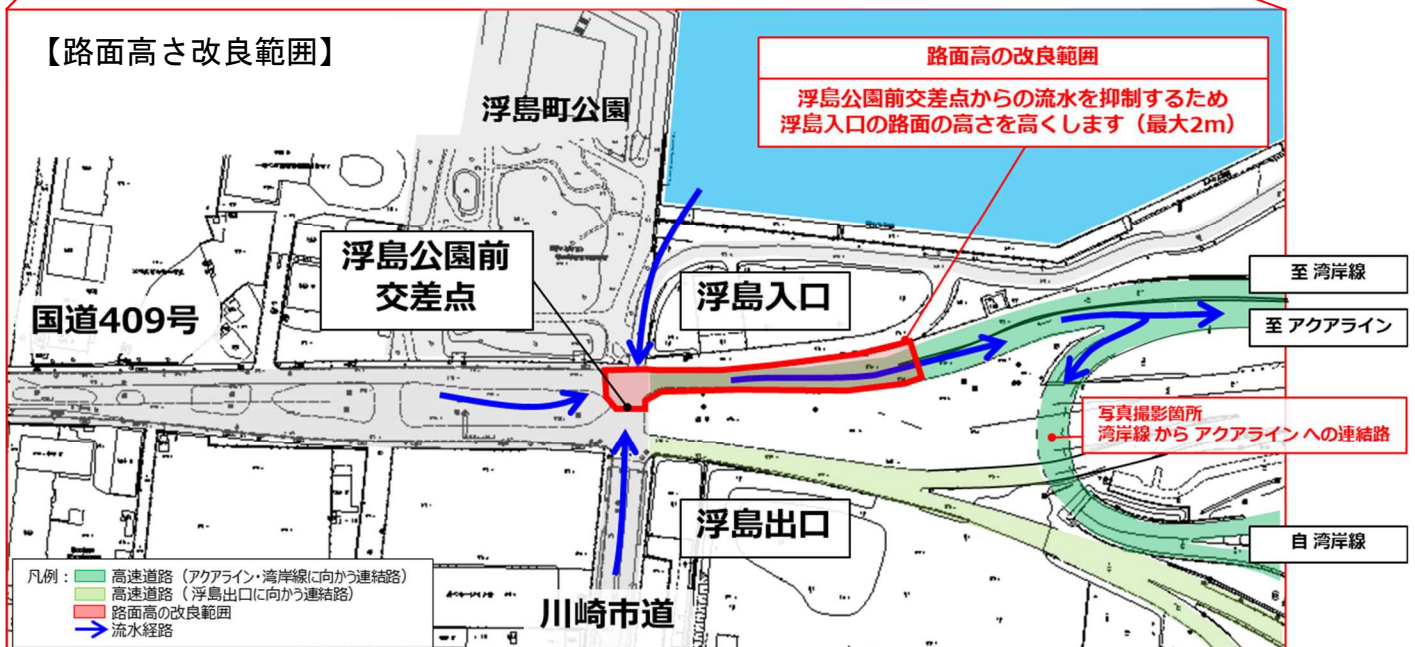 【路面高さ改良範囲】
浮島町公園
路面高の改良範囲
浮島公園前交差点からの流水を抑制するため
浮島入口の路面の高さを高くします（最大2m）
浮島公園前
交差点
浮島入口
国道409号
至 湾岸線
至 アクアライン
写真撮影箇所
湾岸線 から アクアライン への連結路
浮島出口
自 湾岸線
川崎市道
凡例：
高速道路（アクアライン・湾岸線に向かう連結路）
高速道路（浮島出口に向かう連結路）
路面高の改良範囲
流水経路